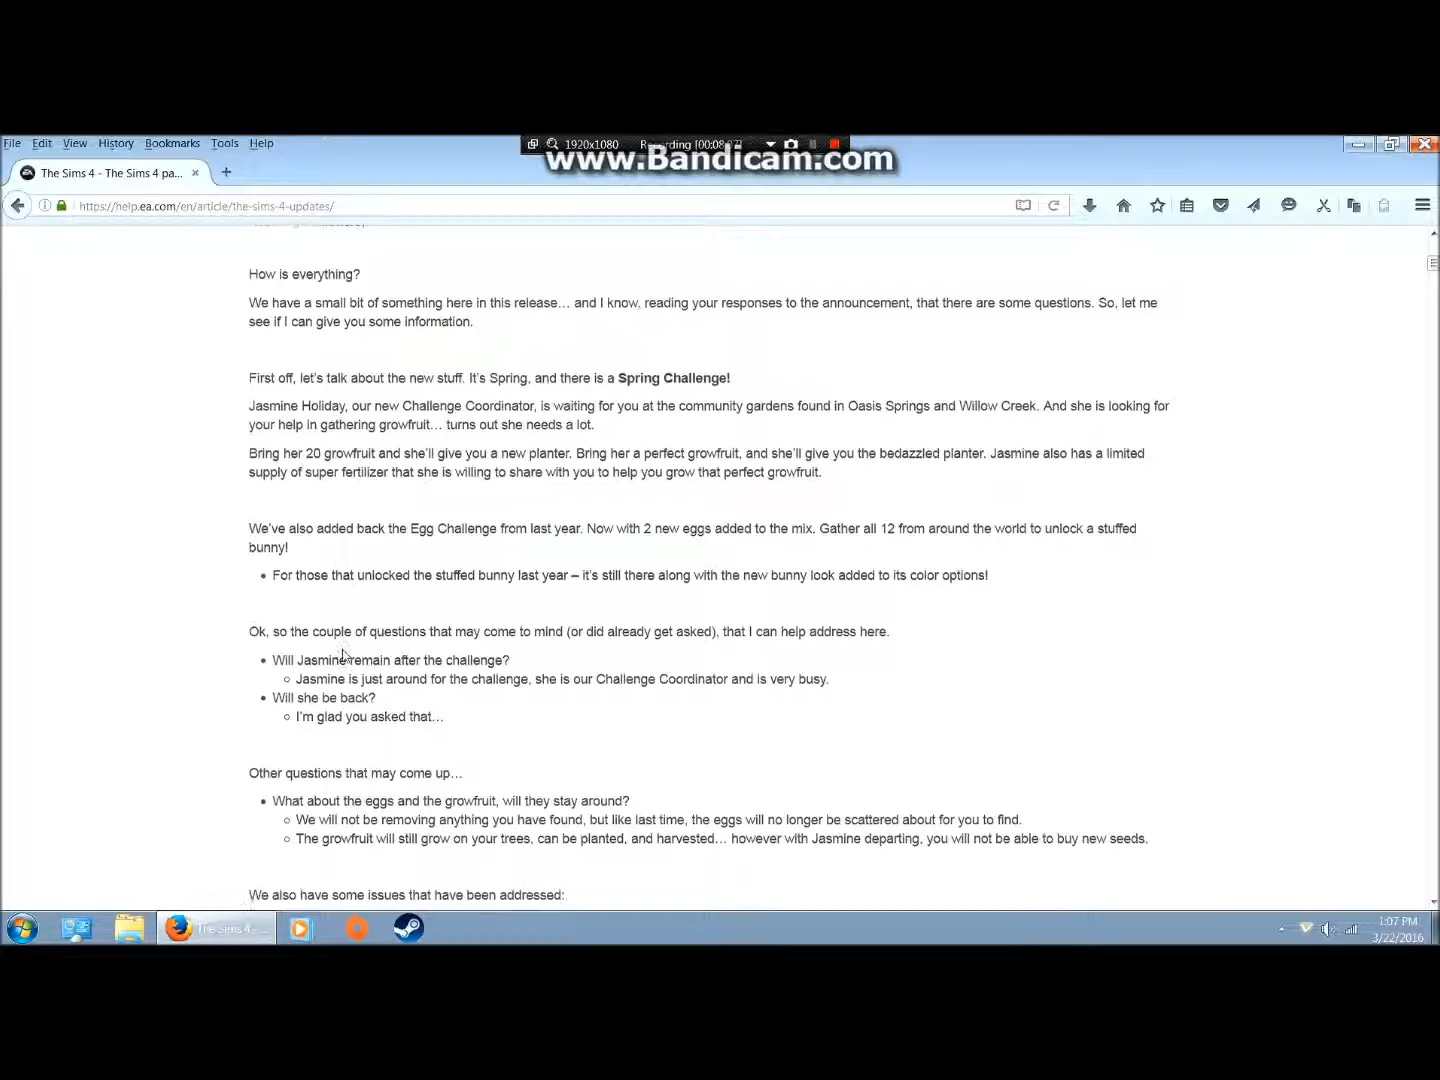 File Edit View History Bookmarks Tools Help
1920x1080 Recording
www.Bandicam.com
The Sims 4 - The Sims 4 pa...
https://help.ea.com/en/article/the-sims-4-updates/
How is everything?
We have a small bit of something here in this release… and I know, reading your responses to the announcement, that there are some questions. So, let me
see if I can give you some information.
First off, let's talk about the new stuff. It's Spring, and there is a Spring Challenge!
Jasmine Holiday, our new Challenge Coordinator, is waiting for you at the community gardens found in Oasis Springs and Willow Creek. And she is looking for
your help in gathering growfruit… turns out she needs a lot.
Bring her 20 growfruit and she'll give you a new planter. Bring her a perfect growfruit, and she'll give you the bedazzled planter. Jasmine also has a limited
supply of super fertilizer that she is willing to share with you to help you grow that perfect growfruit.
We've also added back the Egg Challenge from last year. Now with 2 new eggs added to the mix. Gather all 12 from around the world to unlock a stuffed
bunny!
For those that unlocked the stuffed bunny last year – it's still there along with the new bunny look added to its color options!
Ok, so the couple of questions that may come to mind (or did already get asked), that I can help address here.
Will Jasmine remain after the challenge?
Jasmine is just around for the challenge, she is our Challenge Coordinator and is very busy.
Will she be back?
I'm glad you asked that…
Other questions that may come up…
What about the eggs and the growfruit, will they stay around?
We will not be removing anything you have found, but like last time, the eggs will no longer be scattered about for you to find.
The growfruit will still grow on your trees, can be planted, and harvested… however with Jasmine departing, you will not be able to buy new seeds.
We also have some issues that have been addressed:
The Sims 4 - ...
1:07 PM
3/22/2016